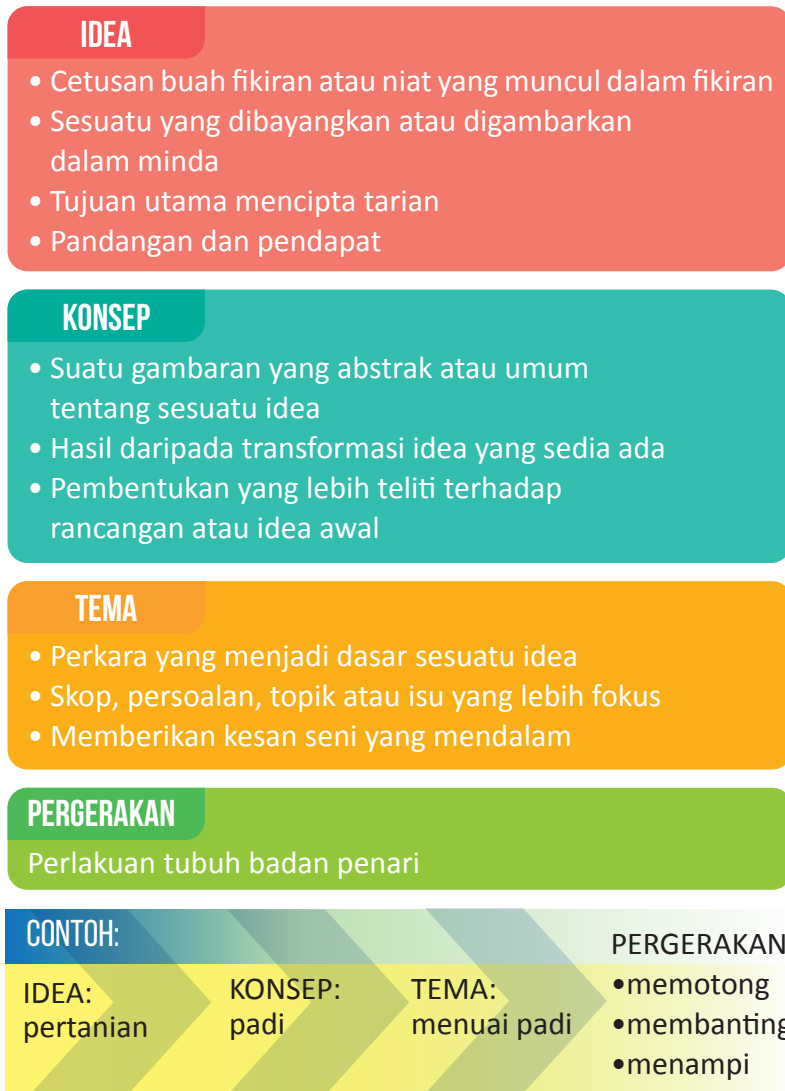 IDEA
• Cetusan buah fikiran atau niat yang muncul dalam fikiran
• Sesuatu yang dibayangkan atau digambarkan
dalam minda
• Tujuan utama mencipta tarian
• Pandangan dan pendapat
KONSEP
• Suatu gambaran yang abstrak atau umum
tentang sesuatu idea
• Hasil daripada transformasi idea yang sedia ada
• Pembentukan yang lebih teliti terhadap
rancangan atau idea awal
TEMA
• Perkara yang menjadi dasar sesuatu idea
• Skop, persoalan, topik atau isu yang lebih fokus
• Memberikan kesan seni yang mendalam
PERGERAKAN
Perlakuan tubuh badan penari
CONTOH:
IDEA:
pertanian
KONSEP:
padi
TEMA:
menuai padi
PERGERAKAN
•memotong
•membanting
•menampi